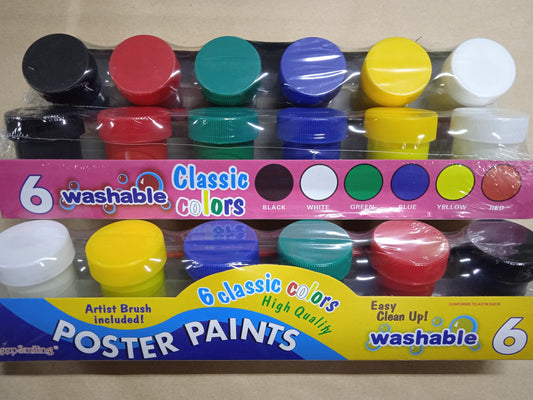 6 washable Classic colors
BLACK WHITE GREEN BLUE YELLOW RED
6 classic colors
High Quality
Artist Brush included!
POSTER PAINTS
Easy Clean Up!
washable 6